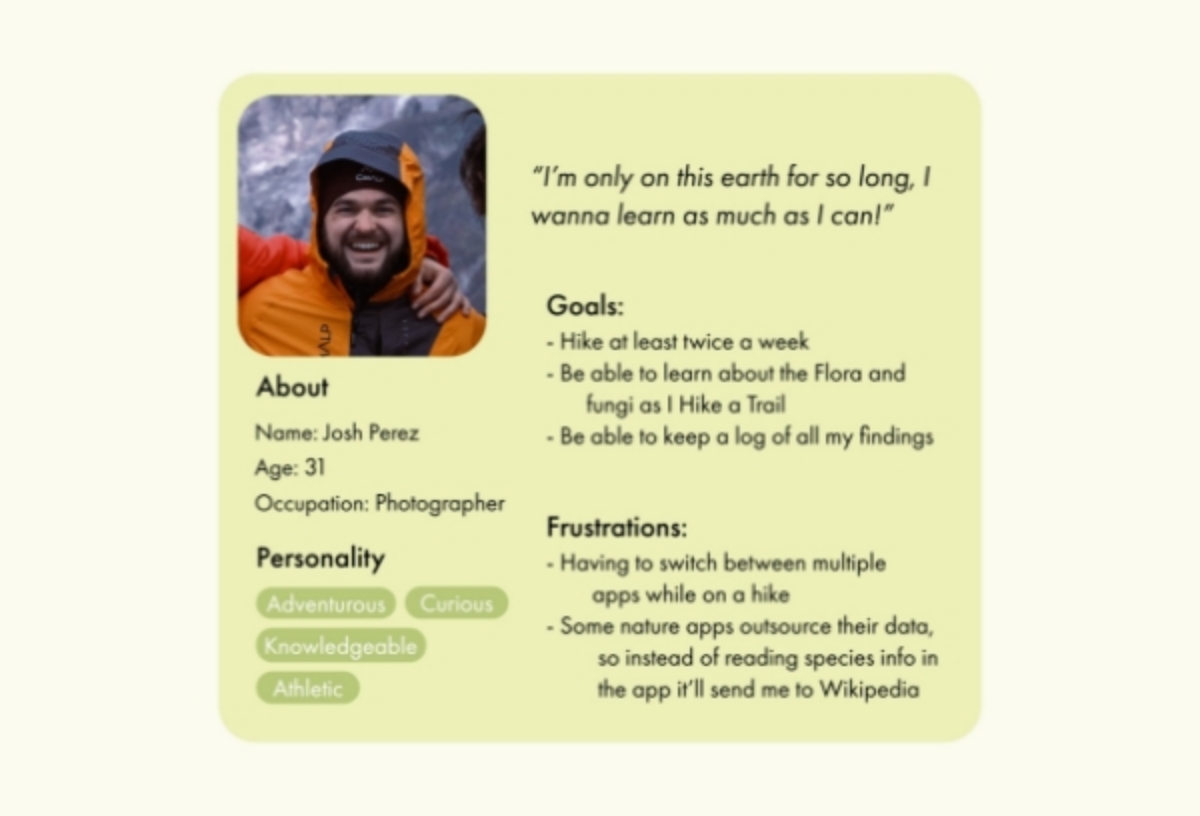 "I'm only on this earth for so long, I
wanna learn as much as I can!"
About
Name: Josh Perez
Age: 31
Occupation: Photographer
Personality
Adventurous
Curious
Knowledgeable
Athletic
Goals:
- Hike at least twice a week
- Be able to learn about the Flora and
fungi as I Hike a Trail
- Be able to keep a log of all my findings
Frustrations:
- Having to switch between multiple
apps while on a hike
- Some nature apps outsource their data,
so instead of reading species info in
the app it'll send me to Wikipedia